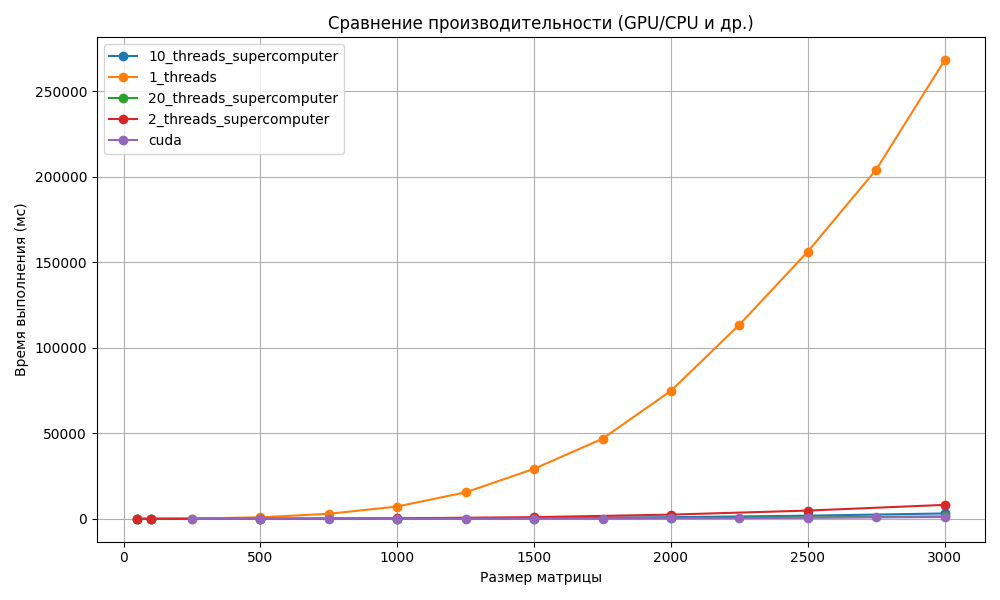 Сравнение производительности (GPU/CPU и др.)
10_threads_supercomputer
1_threads
20_threads_supercomputer
2_threads_supercomputer
cuda
Время выполнения (мс)
250000
200000
150000
100000
50000
0
0 500 1000 1500 2000 2500 3000
Размер матрицы